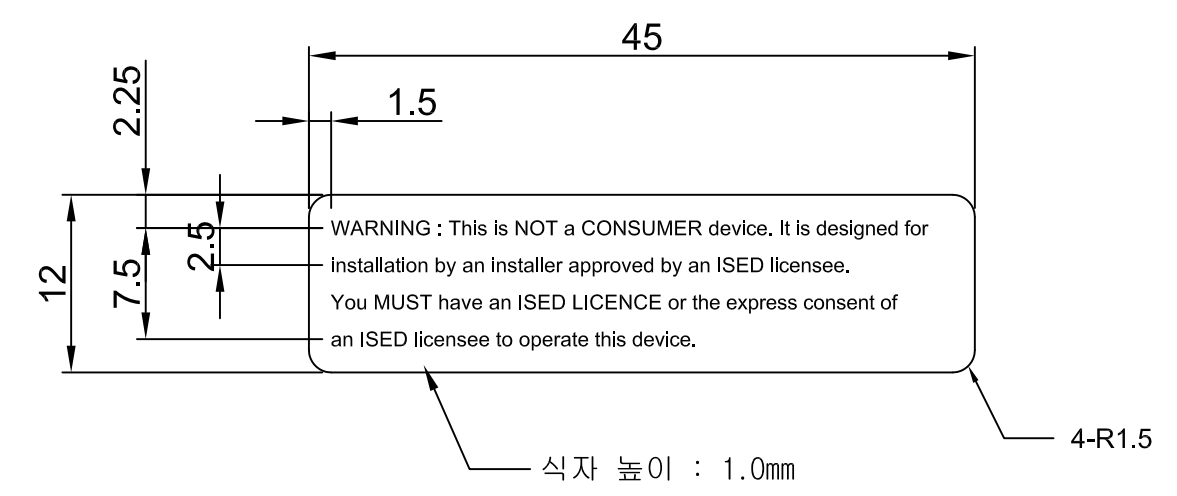 45
2.25
1.5
WARNING : This is NOT a CONSUMER device. It is designed for
2.5
installation by an installer approved by an ISED licensee.
12
7.5
You MUST have an ISED LICENCE or the express consent of
an ISED licensee to operate this device.
4-R1.5
식자 높이 : 1.0mm